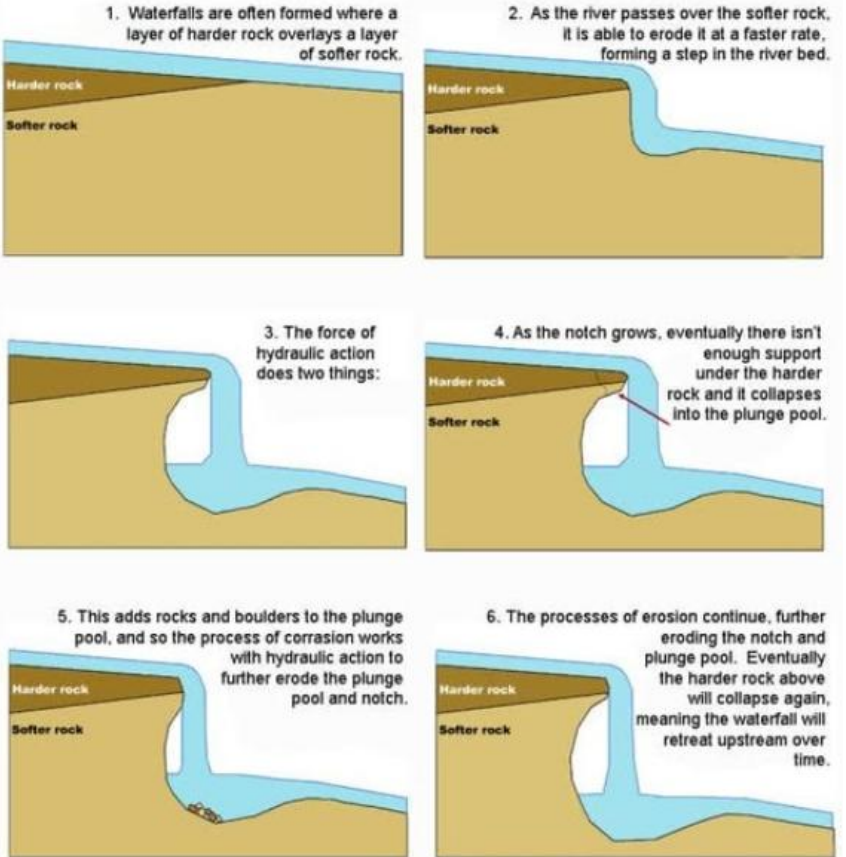 1. Waterfalls are often formed where a
layer of harder rock overlays a layer
of softer rock.
Harder rock
Softer rock
2. As the river passes over the softer rock,
it is able to erode it at a faster rate,
forming a step in the river bed.
Harder rock
Softer rock
3. The force of
hydraulic action
does two things:
4. As the notch grows, eventually there isn't
enough support
under the harder
rock and it collapses
into the plunge pool.
Harder rock
Softer rock
5. This adds rocks and boulders to the plunge
pool, and so the process of corrasion works
with hydraulic action to
further erode the plunge
pool and notch.
Harder rock
Softer rock
6. The processes of erosion continue, further
eroding the notch and
plunge pool. Eventually
the harder rock above
will collapse again,
meaning the waterfall will
retreat upstream over
time.
Harder rock
Softer rock